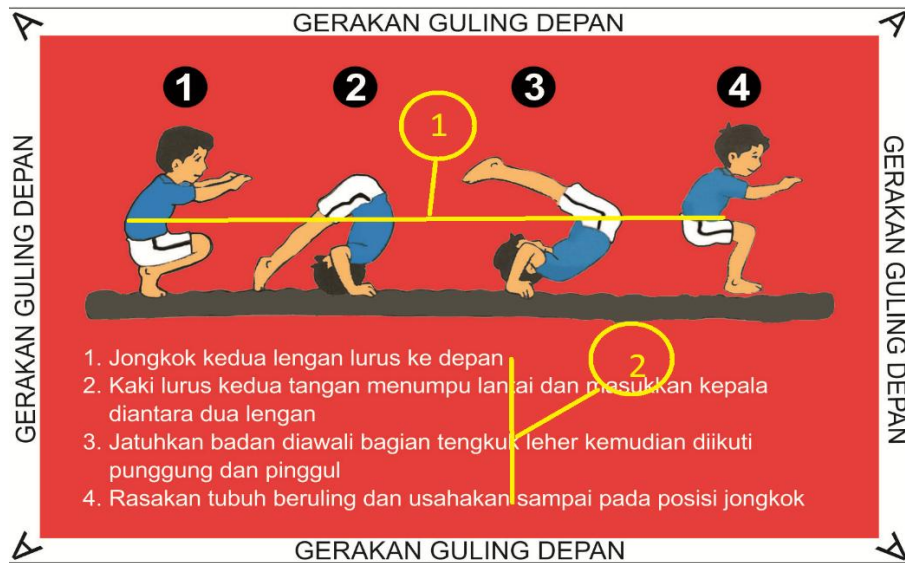 A GERAKAN GULING DEPAN A
GERAKAN GULING DEPAN
GERAKAN GULING DEPAN
1 2 3 4
1
1. Jongkok kedua lengan lurus ke depan
2. Kaki lurus kedua tangan menumpu lantai dan masukkan kepala
diantara dua lengan
3. Jatuhkan badan diawali bagian tengkuk leher kemudian diikuti
punggung dan pinggul
4. Rasakan tubuh beruling dan usahakan sampai pada posisi jongkok
2
A GERAKAN GULING DEPAN A